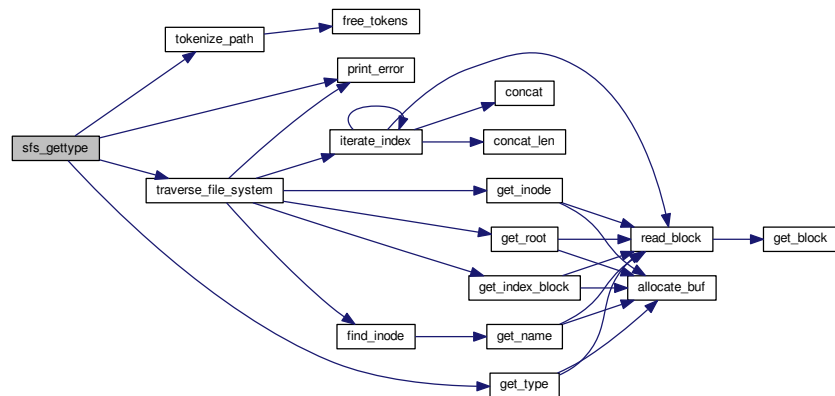 free_tokens
tokenize_path
print_error
concat
iterate_index
concat_len
sfs_gettype
traverse_file_system
get_inode
get_root
read_block
get_block
get_index_block
allocate_buf
find_inode
get_name
get_type